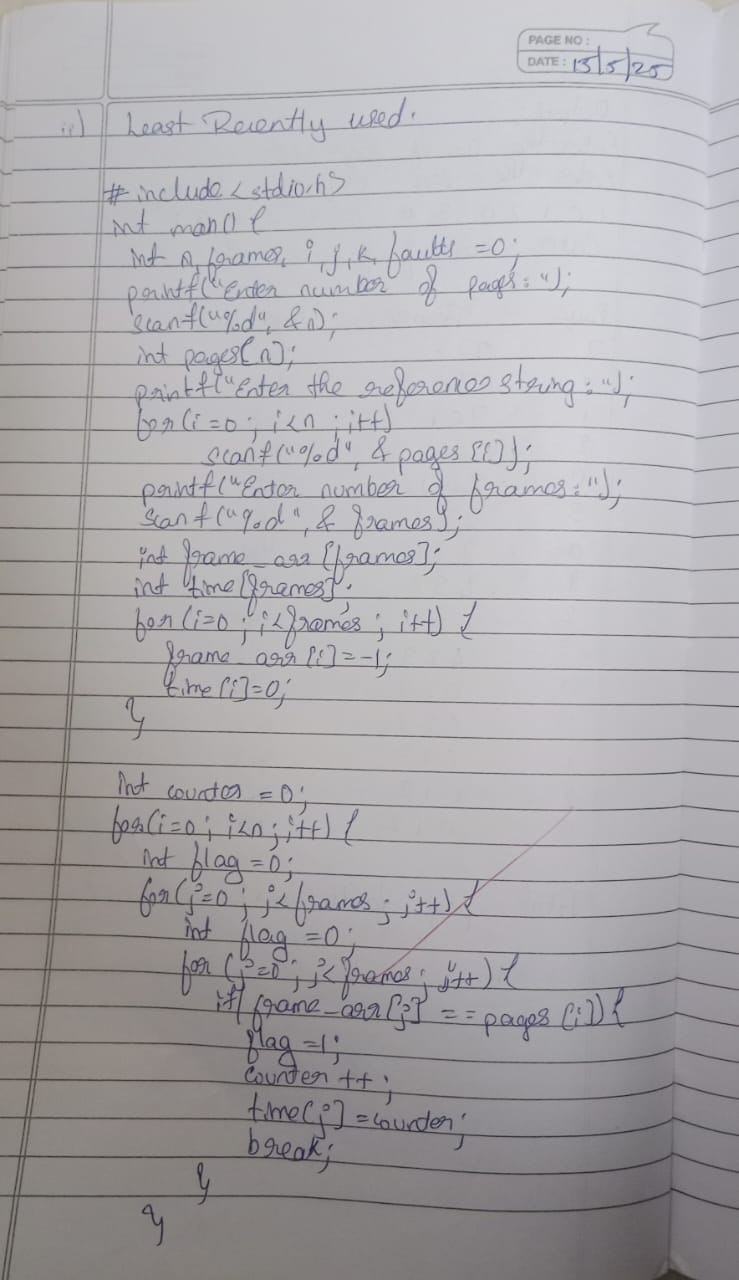 PAGE NO :
DATE : 13/5/25
ii) Least Recently used.
# include <stdio.h>
int main() {
int n, frames, i, j, k, faults = 0;
printf("Enter number of pages: ");
scanf("%d", &n);
int pages[n];
printf("Enter the reference string: ");
for(i=0; i<n; i++)
scanf("%d", & pages[i]);
printf("Enter number of frames: ");
scanf("%d", & frames);
int frame_arr [frames];
int time[frames];
for(i=0; i<frames; i++) {
frame_arr[i]=-1;
time[i]=0;
}
int counter = 0;
for(i=0; i<n; i++) {
int flag=0;
for(j=0; j<frames; j++) {
int flag =0;
for (j=0; j<frames; j++) {
if( frame_arr[j] == pages [i]) {
flag =1;
counter ++;
time[j] = counter;
break;
}
}